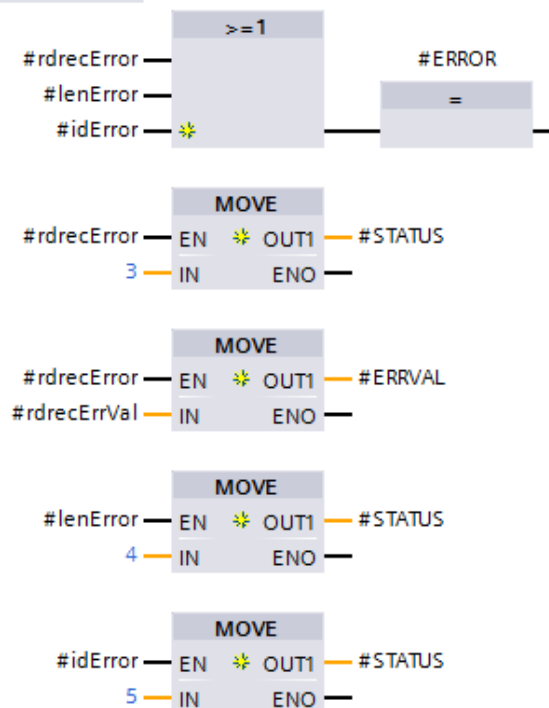 >=1
#rdrecError
#ERROR
#lenError
=
#idError
MOVE
#rdrecError EN OUT1 #STATUS
3 IN ENO
MOVE
#rdrecError EN OUT1 #ERRVAL
#rdrecErrVal IN ENO
MOVE
#lenError EN OUT1 #STATUS
4 IN ENO
MOVE
#idError EN OUT1 #STATUS
5 IN ENO